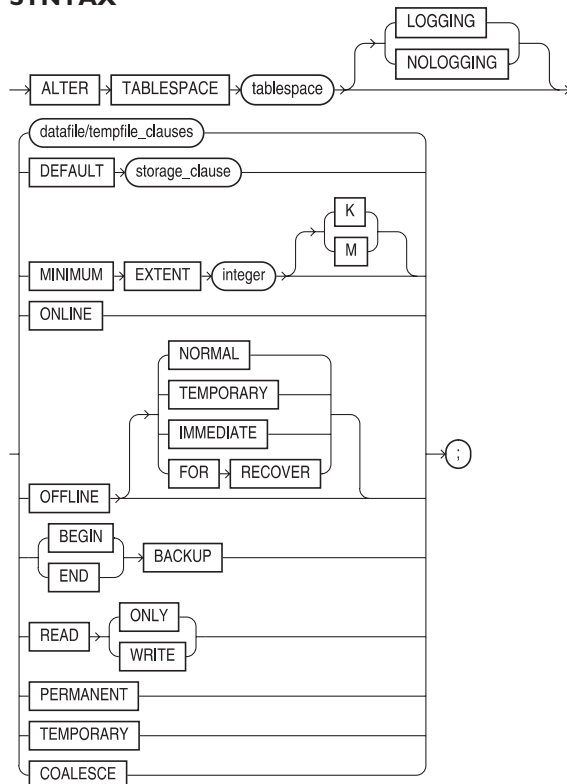 SYNTAX
LOGGING
NOLOGGING
ALTER TABLESPACE tablespace
datafile/tempfile_clauses
DEFAULT storage_clause
K
M
MINIMUM EXTENT integer
ONLINE
NORMAL
TEMPORARY
IMMEDIATE
FOR RECOVER
OFFLINE
;
BEGIN
END
BACKUP
READ
ONLY
WRITE
PERMANENT
TEMPORARY
COALESCE